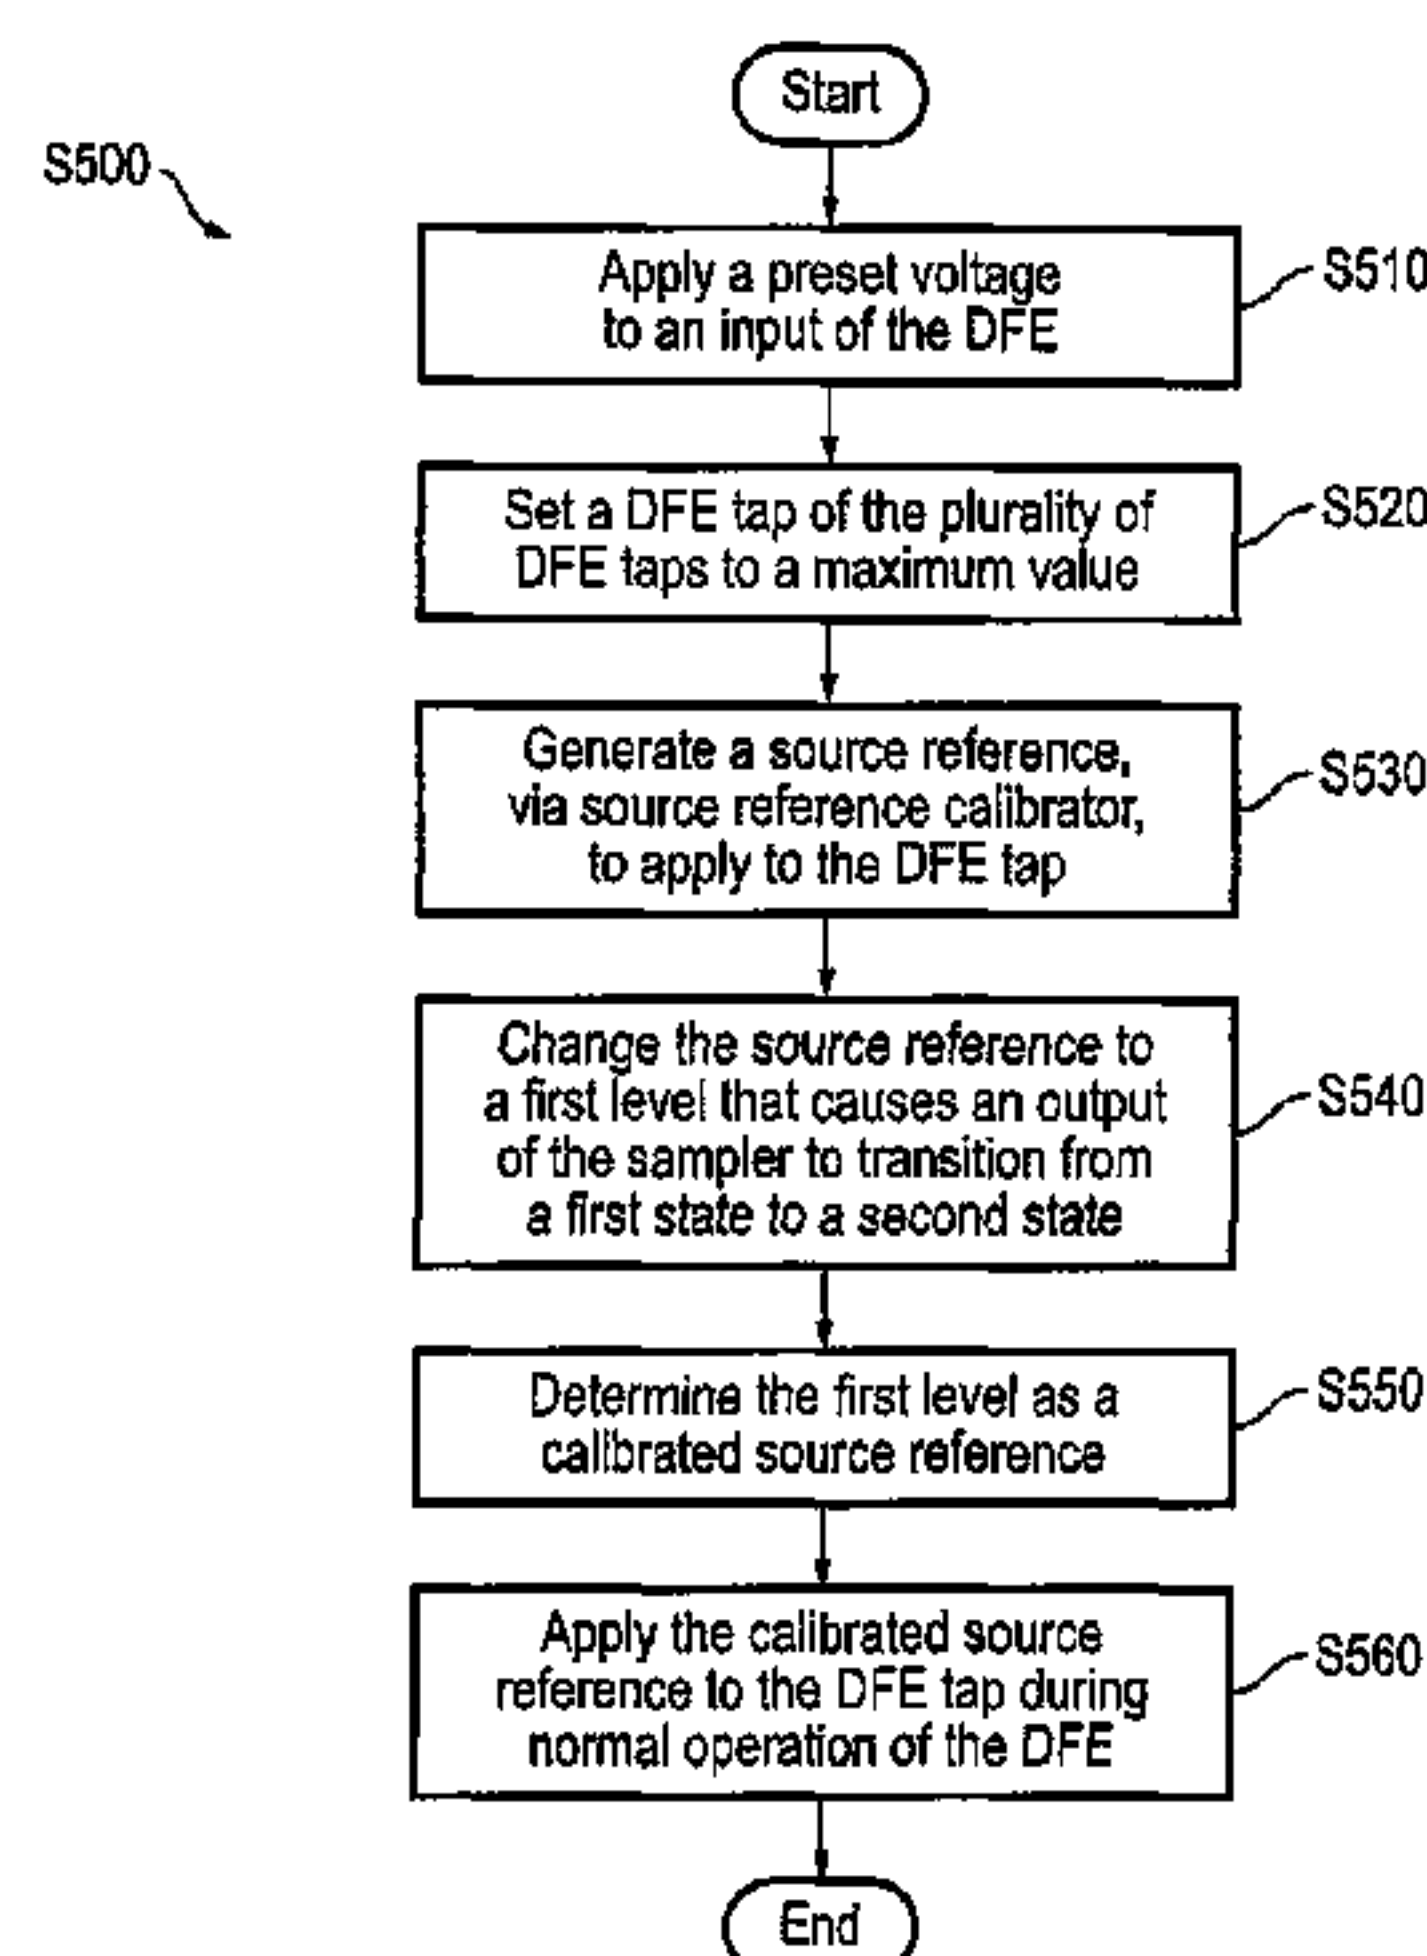 Start
S500
Apply a preset voltage
to an input of the DFE
S510
Set a DFE tap of the plurality of
DFE taps to a maximum value
S520
Generate a source reference,
via source reference calibrator,
to apply to the DFE tap
S530
Change the source reference to
a first level that causes an output
of the sampler to transition from
a first state to a second state
S540
Determine the first level as a
calibrated source reference
S550
Apply the calibrated source
reference to the DFE tap during
normal operation of the DFE
S560
End